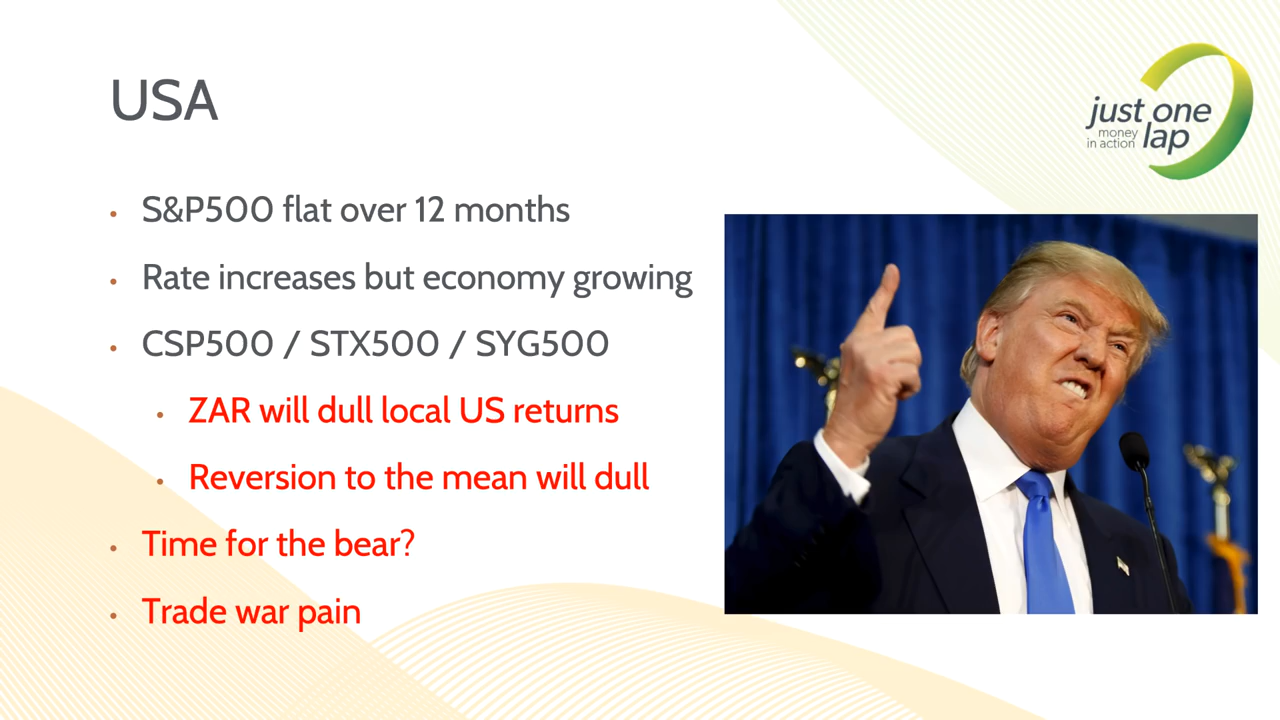 USA
just one
money
in action lap
S&P500 flat over 12 months
Rate increases but economy growing
CSP500 / STX500 / SYG500
ZAR will dull local US returns
Reversion to the mean will dull
Time for the bear?
Trade war pain